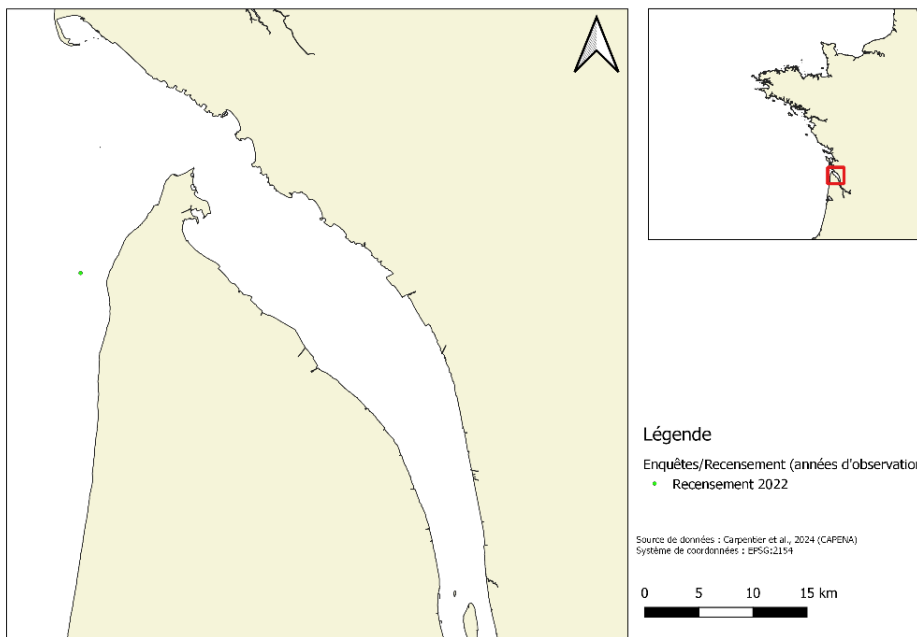 Légende
Enquêtes/Recensement (années d'observation
Recensement 2022
Source de données : Carpentier et al., 2024 (CAPENA)
Système de coordonnées : EPSG:2154
0 5 10 15 km